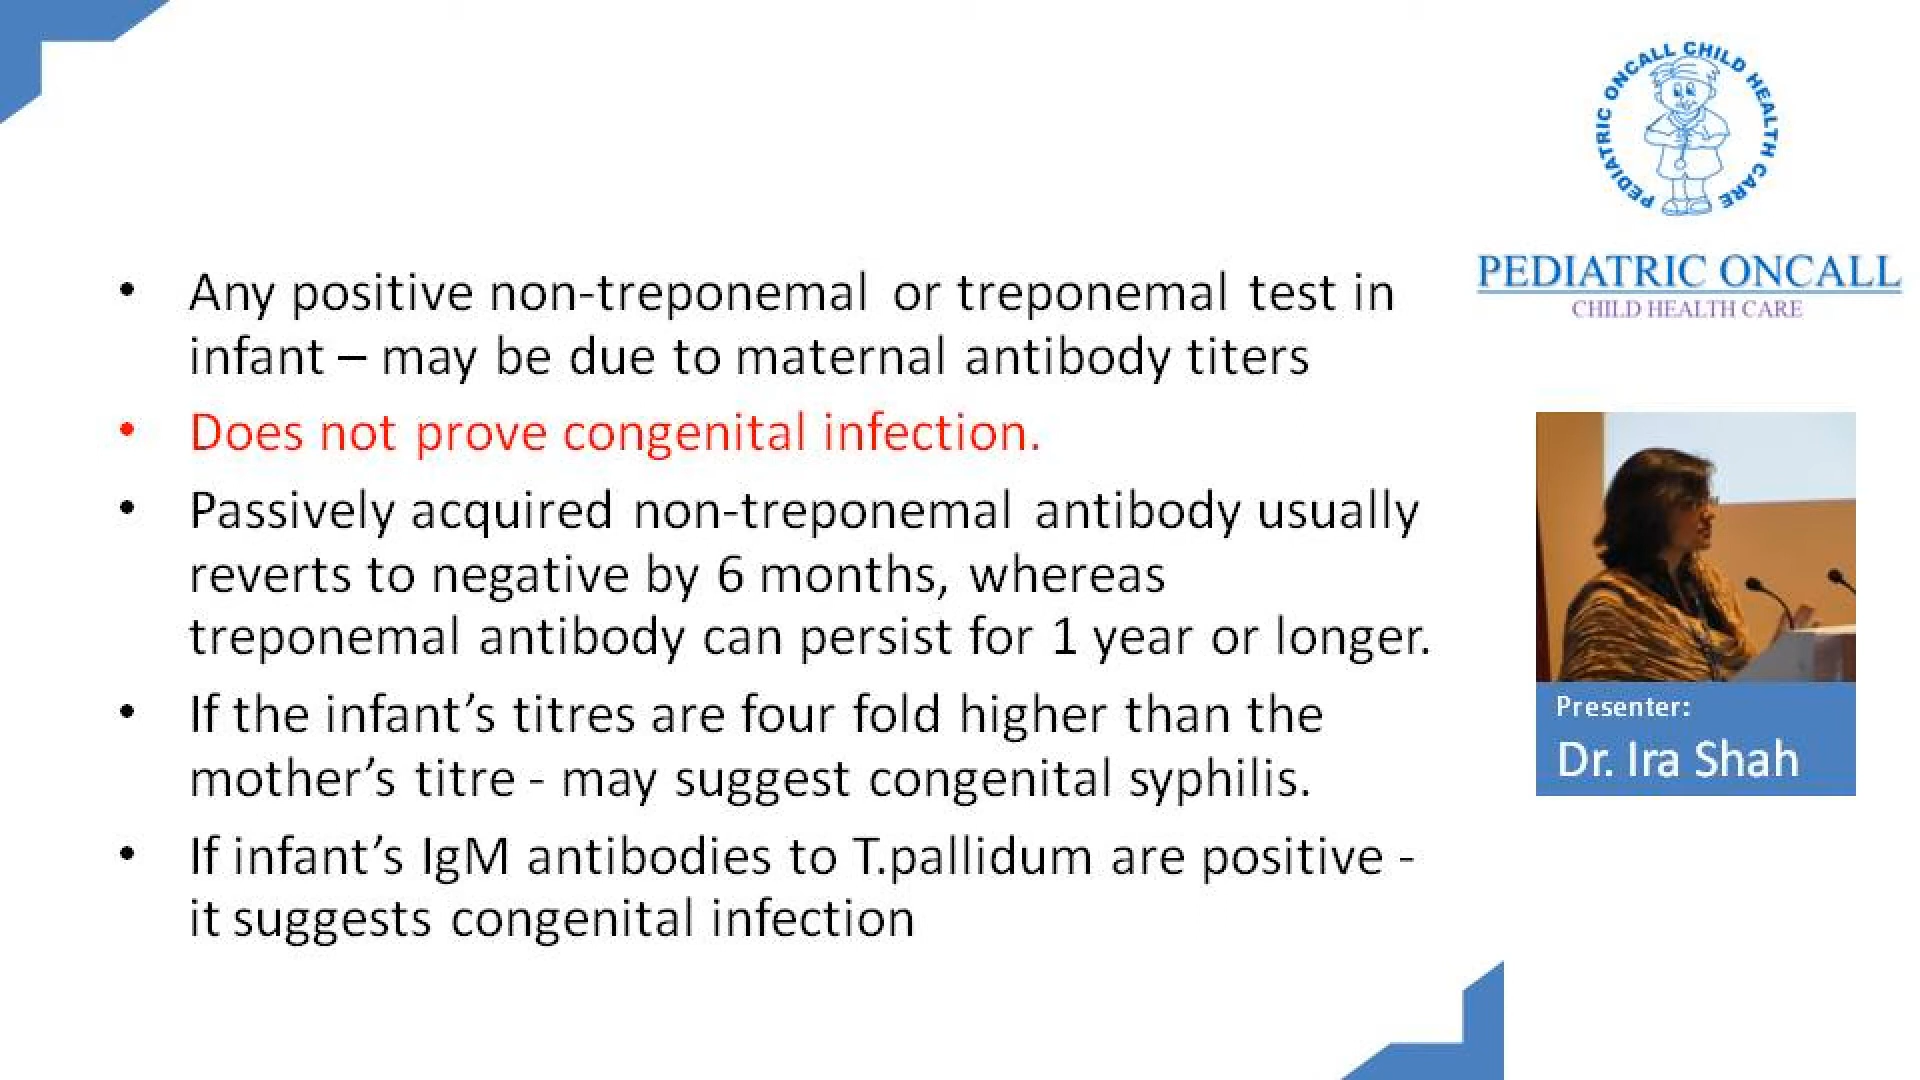 PEDIATRIC ONCALL CHILD HEALTH CARE
PEDIATRIC ONCALL
CHILD HEALTH CARE
• Any positive non-treponemal or treponemal test in
infant – may be due to maternal antibody titers
• Does not prove congenital infection.
• Passively acquired non-treponemal antibody usually
reverts to negative by 6 months, whereas
treponemal antibody can persist for 1 year or longer.
• If the infant’s titres are four fold higher than the
mother’s titre - may suggest congenital syphilis.
• If infant’s IgM antibodies to T.pallidum are positive -
it suggests congenital infection
Presenter:
Dr. Ira Shah